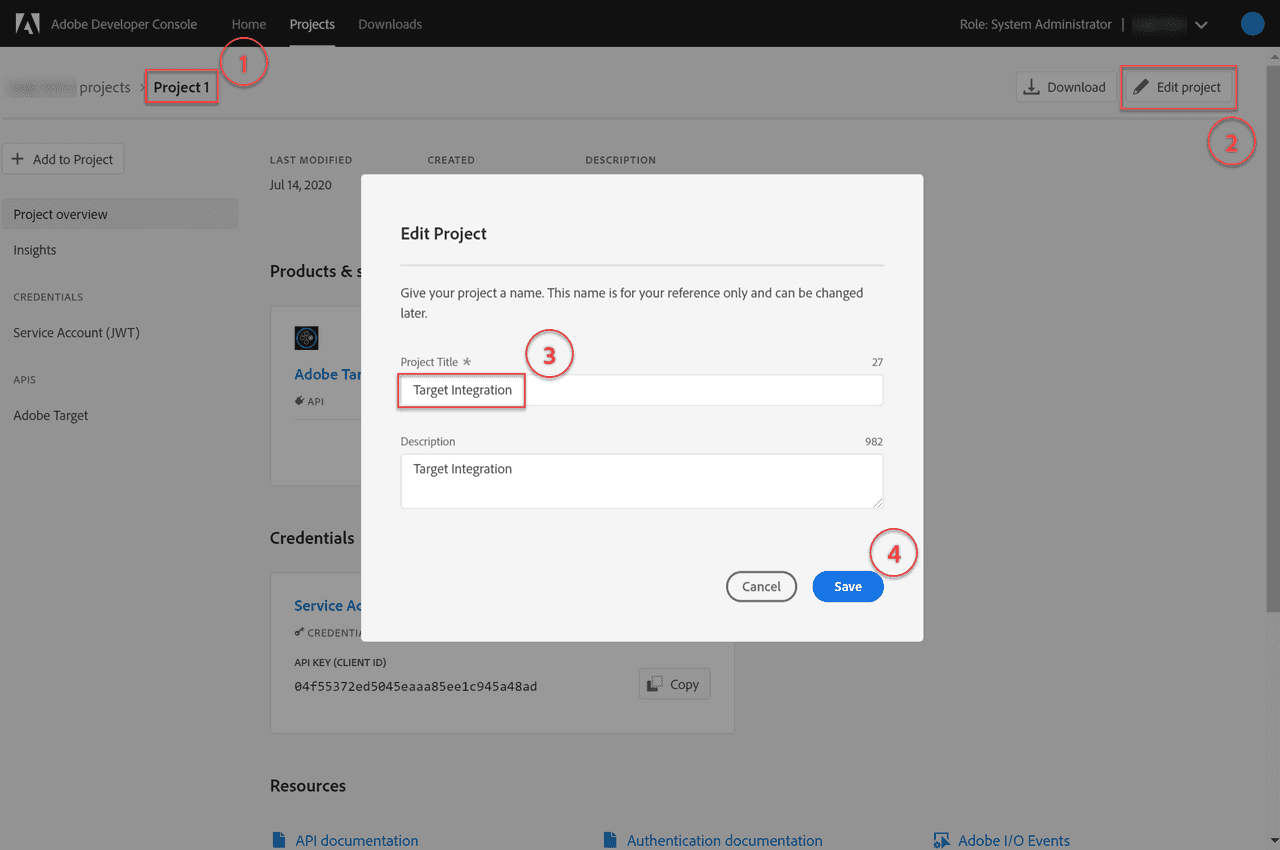 Adobe Developer Console Home Projects Downloads Role: System Administrator |
1
projects > Project 1 Download Edit project
2
+ Add to Project
LAST MODIFIED CREATED DESCRIPTION
Jul 14, 2020
Project overview
Insights
CREDENTIALS
Service Account (JWT)
APIS
Adobe Target
Products & s
Adobe Tar
API
Edit Project
Give your project a name. This name is for your reference only and can be changed
later.
3
Project Title * 27
Target Integration
Description 982
Target Integration
4
Cancel Save
Credentials
Service Ac
CREDENTIA
API KEY (CLIENT ID)
04f55372ed5045eaaa85ee1c945a48ad Copy
Resources
API documentation Authentication documentation Adobe I/O Events